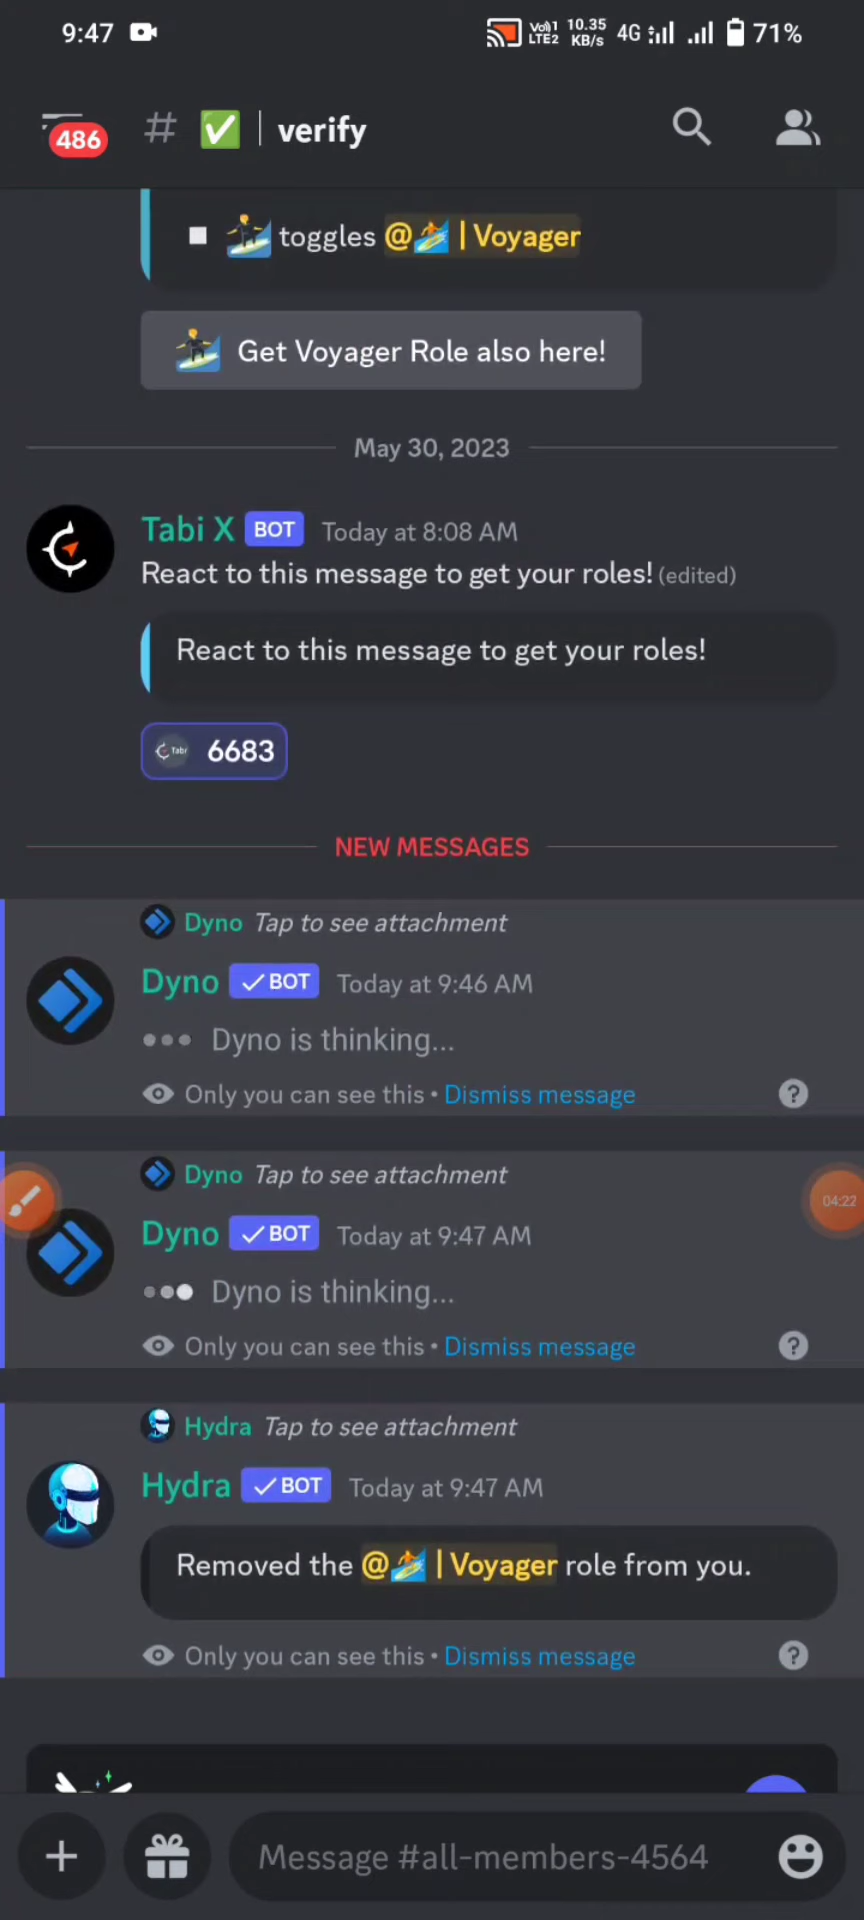 9:47 Vo)) 1 LTE2 10.35 KB/s 4G 71%
486 # verify
toggles @ | Voyager
Get Voyager Role also here!
May 30, 2023
Tabi X BOT Today at 8:08 AM
React to this message to get your roles! (edited)
React to this message to get your roles!
Tabi 6683
NEW MESSAGES
Dyno Tap to see attachment
Dyno BOT Today at 9:46 AM
Dyno is thinking...
Only you can see this • Dismiss message ?
Dyno Tap to see attachment
04:22
Dyno BOT Today at 9:47 AM
Dyno is thinking...
Only you can see this • Dismiss message ?
Hydra Tap to see attachment
Hydra BOT Today at 9:47 AM
Removed the @ | Voyager role from you.
Only you can see this • Dismiss message ?
Message #all-members-4564